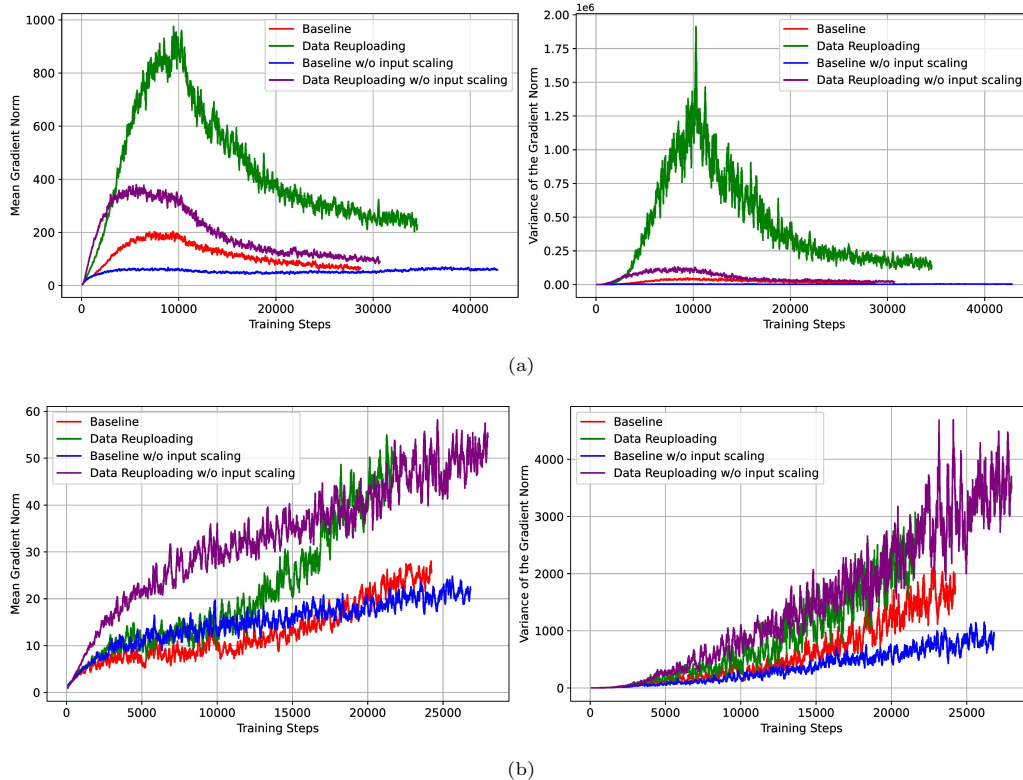 1000
800
600
400
200
0
Mean Gradient Norm
Baseline
Data Reuploading
Baseline w/o input scaling
Data Reuploading w/o input scaling
0 10000 20000 30000 40000
Training Steps
1e6
2.00
1.75
1.50
1.25
1.00
0.75
0.50
0.25
0.00
Variance of the Gradient Norm
Baseline
Data Reuploading
Baseline w/o input scaling
Data Reuploading w/o input scaling
0 10000 20000 30000 40000
Training Steps
(a)
60
50
40
30
20
10
0
Mean Gradient Norm
Baseline
Data Reuploading
Baseline w/o input scaling
Data Reuploading w/o input scaling
0 5000 10000 15000 20000 25000
Training Steps
4000
3000
2000
1000
0
Variance of the Gradient Norm
Baseline
Data Reuploading
Baseline w/o input scaling
Data Reuploading w/o input scaling
0 5000 10000 15000 20000 25000
Training Steps
(b)